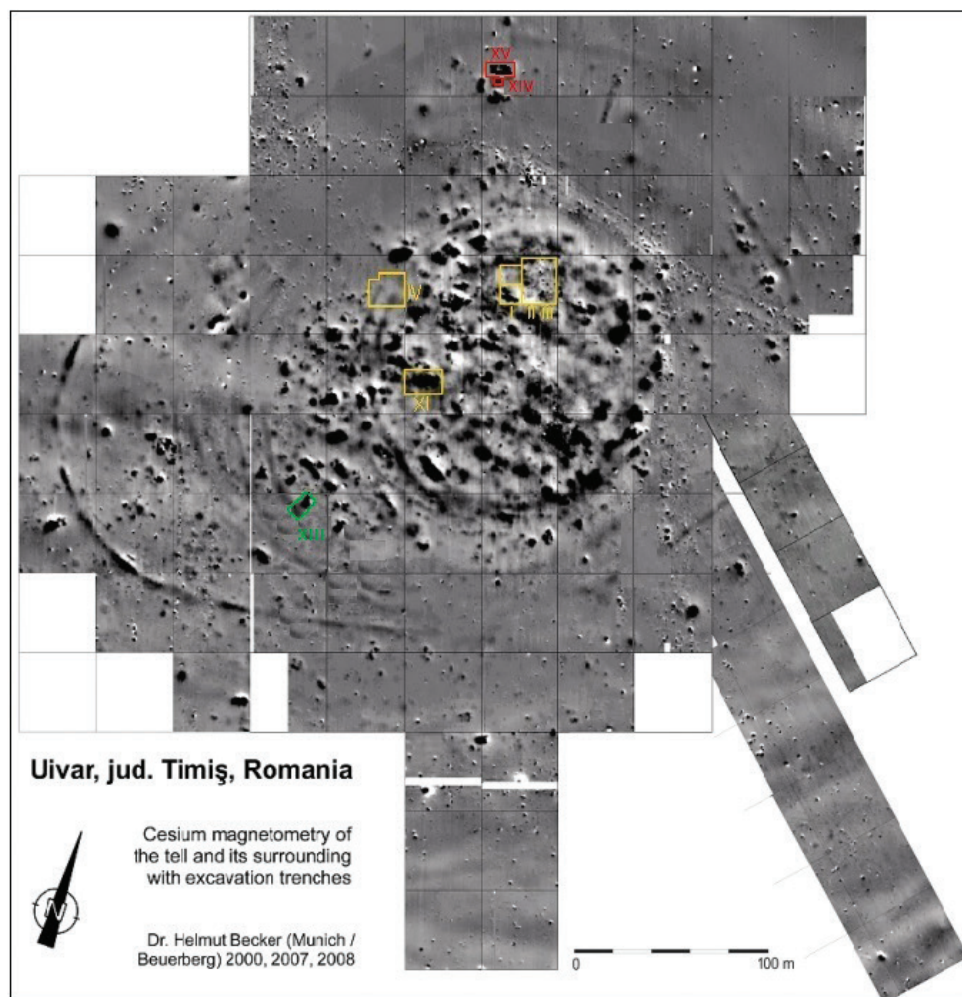 XV
XIV
V
I II III
XI
XIII
Uivar, jud. Timiş, Romania
Cesium magnetometry of
the tell and its surrounding
with excavation trenches
N
Dr. Helmut Becker (Munich /
Beuerberg) 2000, 2007, 2008
0 100 m